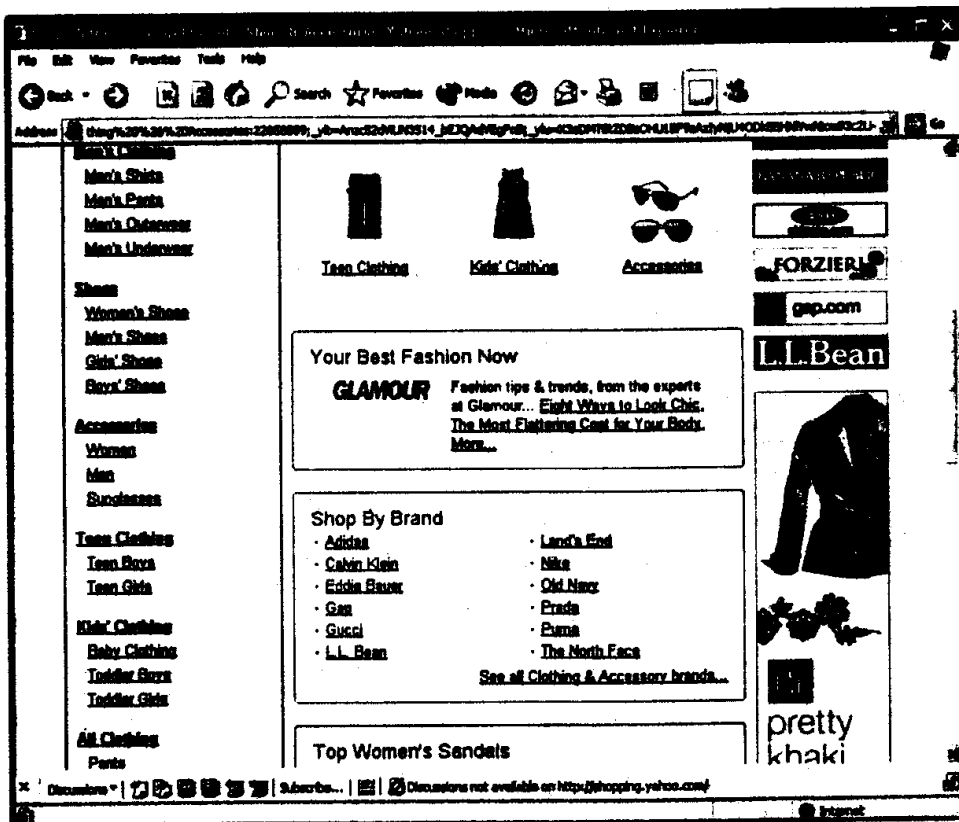 File Edit View Favorites Tools Help
Back Search Favorites Media
Address Go
Men's Clothing
Men's Shirts
Men's Pants
Men's Outerwear
Men's Underwear
Shoes
Women's Shoes
Men's Shoes
Girls' Shoes
Boys' Shoes
Accessories
Women
Men
Sunglasses
Teen Clothing
Teen Boys
Teen Girls
Kids' Clothing
Baby Clothing
Toddler Boys
Toddler Girls
All Clothing
Pants
Teen Clothing Kids' Clothing Accessories
Your Best Fashion Now
GLAMOUR
Fashion tips & trends, from the experts
at Glamour... Eight Ways to Look Chic,
The Most Flattering Coat for Your Body,
More...
Shop By Brand
· Adidas
· Calvin Klein
· Eddie Bauer
· Gap
· Gucci
· L.L. Bean
· Land's End
· Nike
· Old Navy
· Prada
· Puma
· The North Face
See all Clothing & Accessory brands...
Top Women's Sandals
FORZIERI
gap.com
L.L.Bean
pretty
khaki
Discussions Subscribe... Discussions not available on http://shopping.yahoo.com/
Internet